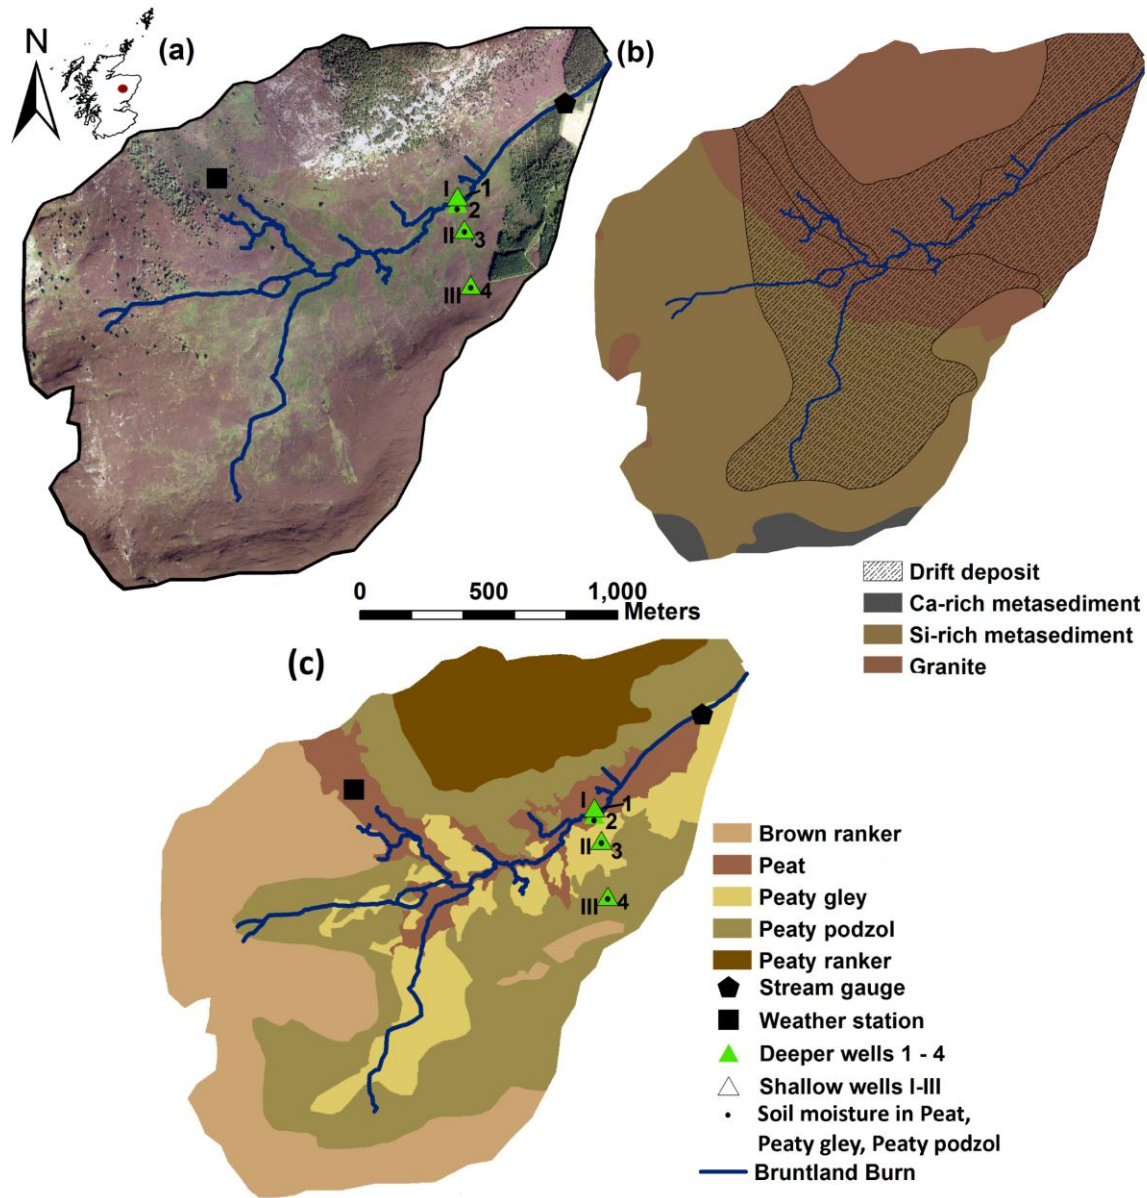 N
(a)
(b)
I
1
2
II
3
III
4
0 500 1,000
Meters
Drift deposit
Ca-rich metasediment
Si-rich metasediment
Granite
(c)
I
1
2
II
3
III
4
Brown ranker
Peat
Peaty gley
Peaty podzol
Peaty ranker
Stream gauge
Weather station
Deeper wells 1 - 4
Shallow wells I-III
Soil moisture in Peat,
Peaty gley, Peaty podzol
Bruntland Burn